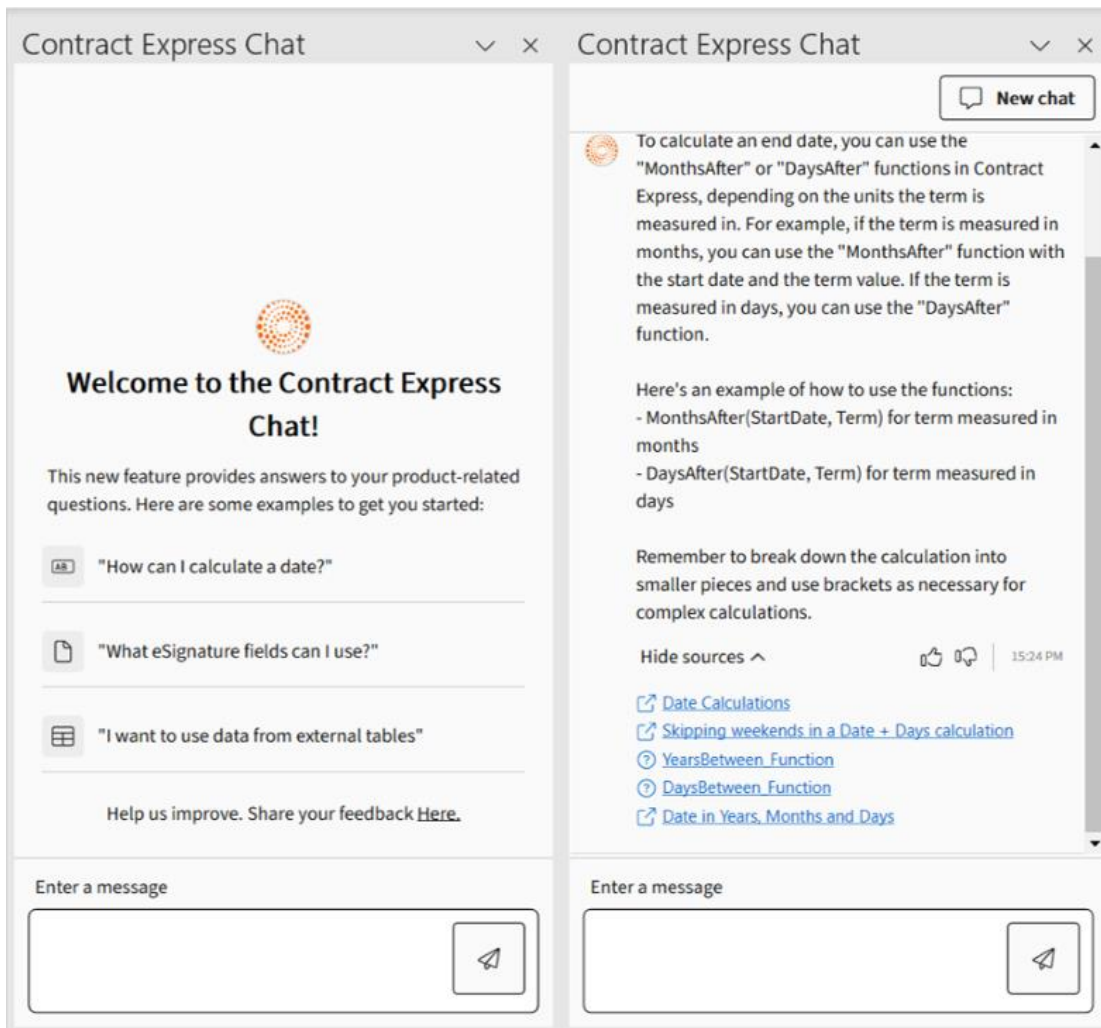 Contract Express Chat
Welcome to the Contract Express
Chat!
This new feature provides answers to your product-related
questions. Here are some examples to get you started:
AB
"How can I calculate a date?"
"What eSignature fields can I use?"
"I want to use data from external tables"
Help us improve. Share your feedback Here.
Enter a message
Contract Express Chat
New chat
To calculate an end date, you can use the
"MonthsAfter" or "DaysAfter" functions in Contract
Express, depending on the units the term is
measured in. For example, if the term is measured in
months, you can use the "MonthsAfter" function with
the start date and the term value. If the term is
measured in days, you can use the "DaysAfter"
function.
Here's an example of how to use the functions:
- MonthsAfter(StartDate, Term) for term measured in
months
- DaysAfter(StartDate, Term) for term measured in
days
Remember to break down the calculation into
smaller pieces and use brackets as necessary for
complex calculations.
Hide sources
15:24 PM
Date Calculations
Skipping weekends in a Date + Days calculation
YearsBetween_Function
DaysBetween_Function
Date in Years, Months and Days
Enter a message